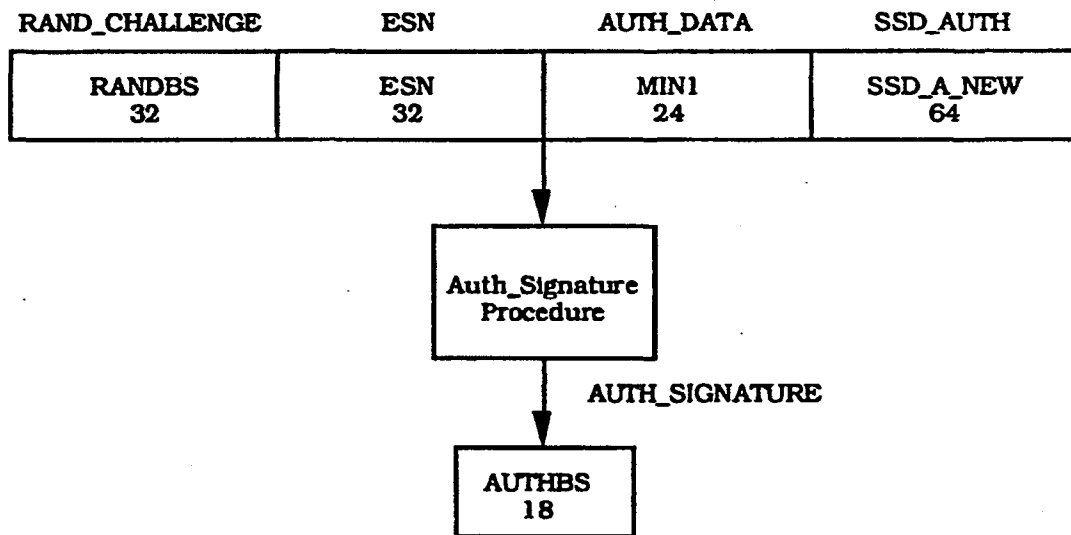 RAND_CHALLENGE ESN AUTH_DATA SSD_AUTH
RANDBS ESN MIN1 SSD_A_NEW
32 32 24 64
Auth_Signature
Procedure
AUTH_SIGNATURE
AUTHBS
18